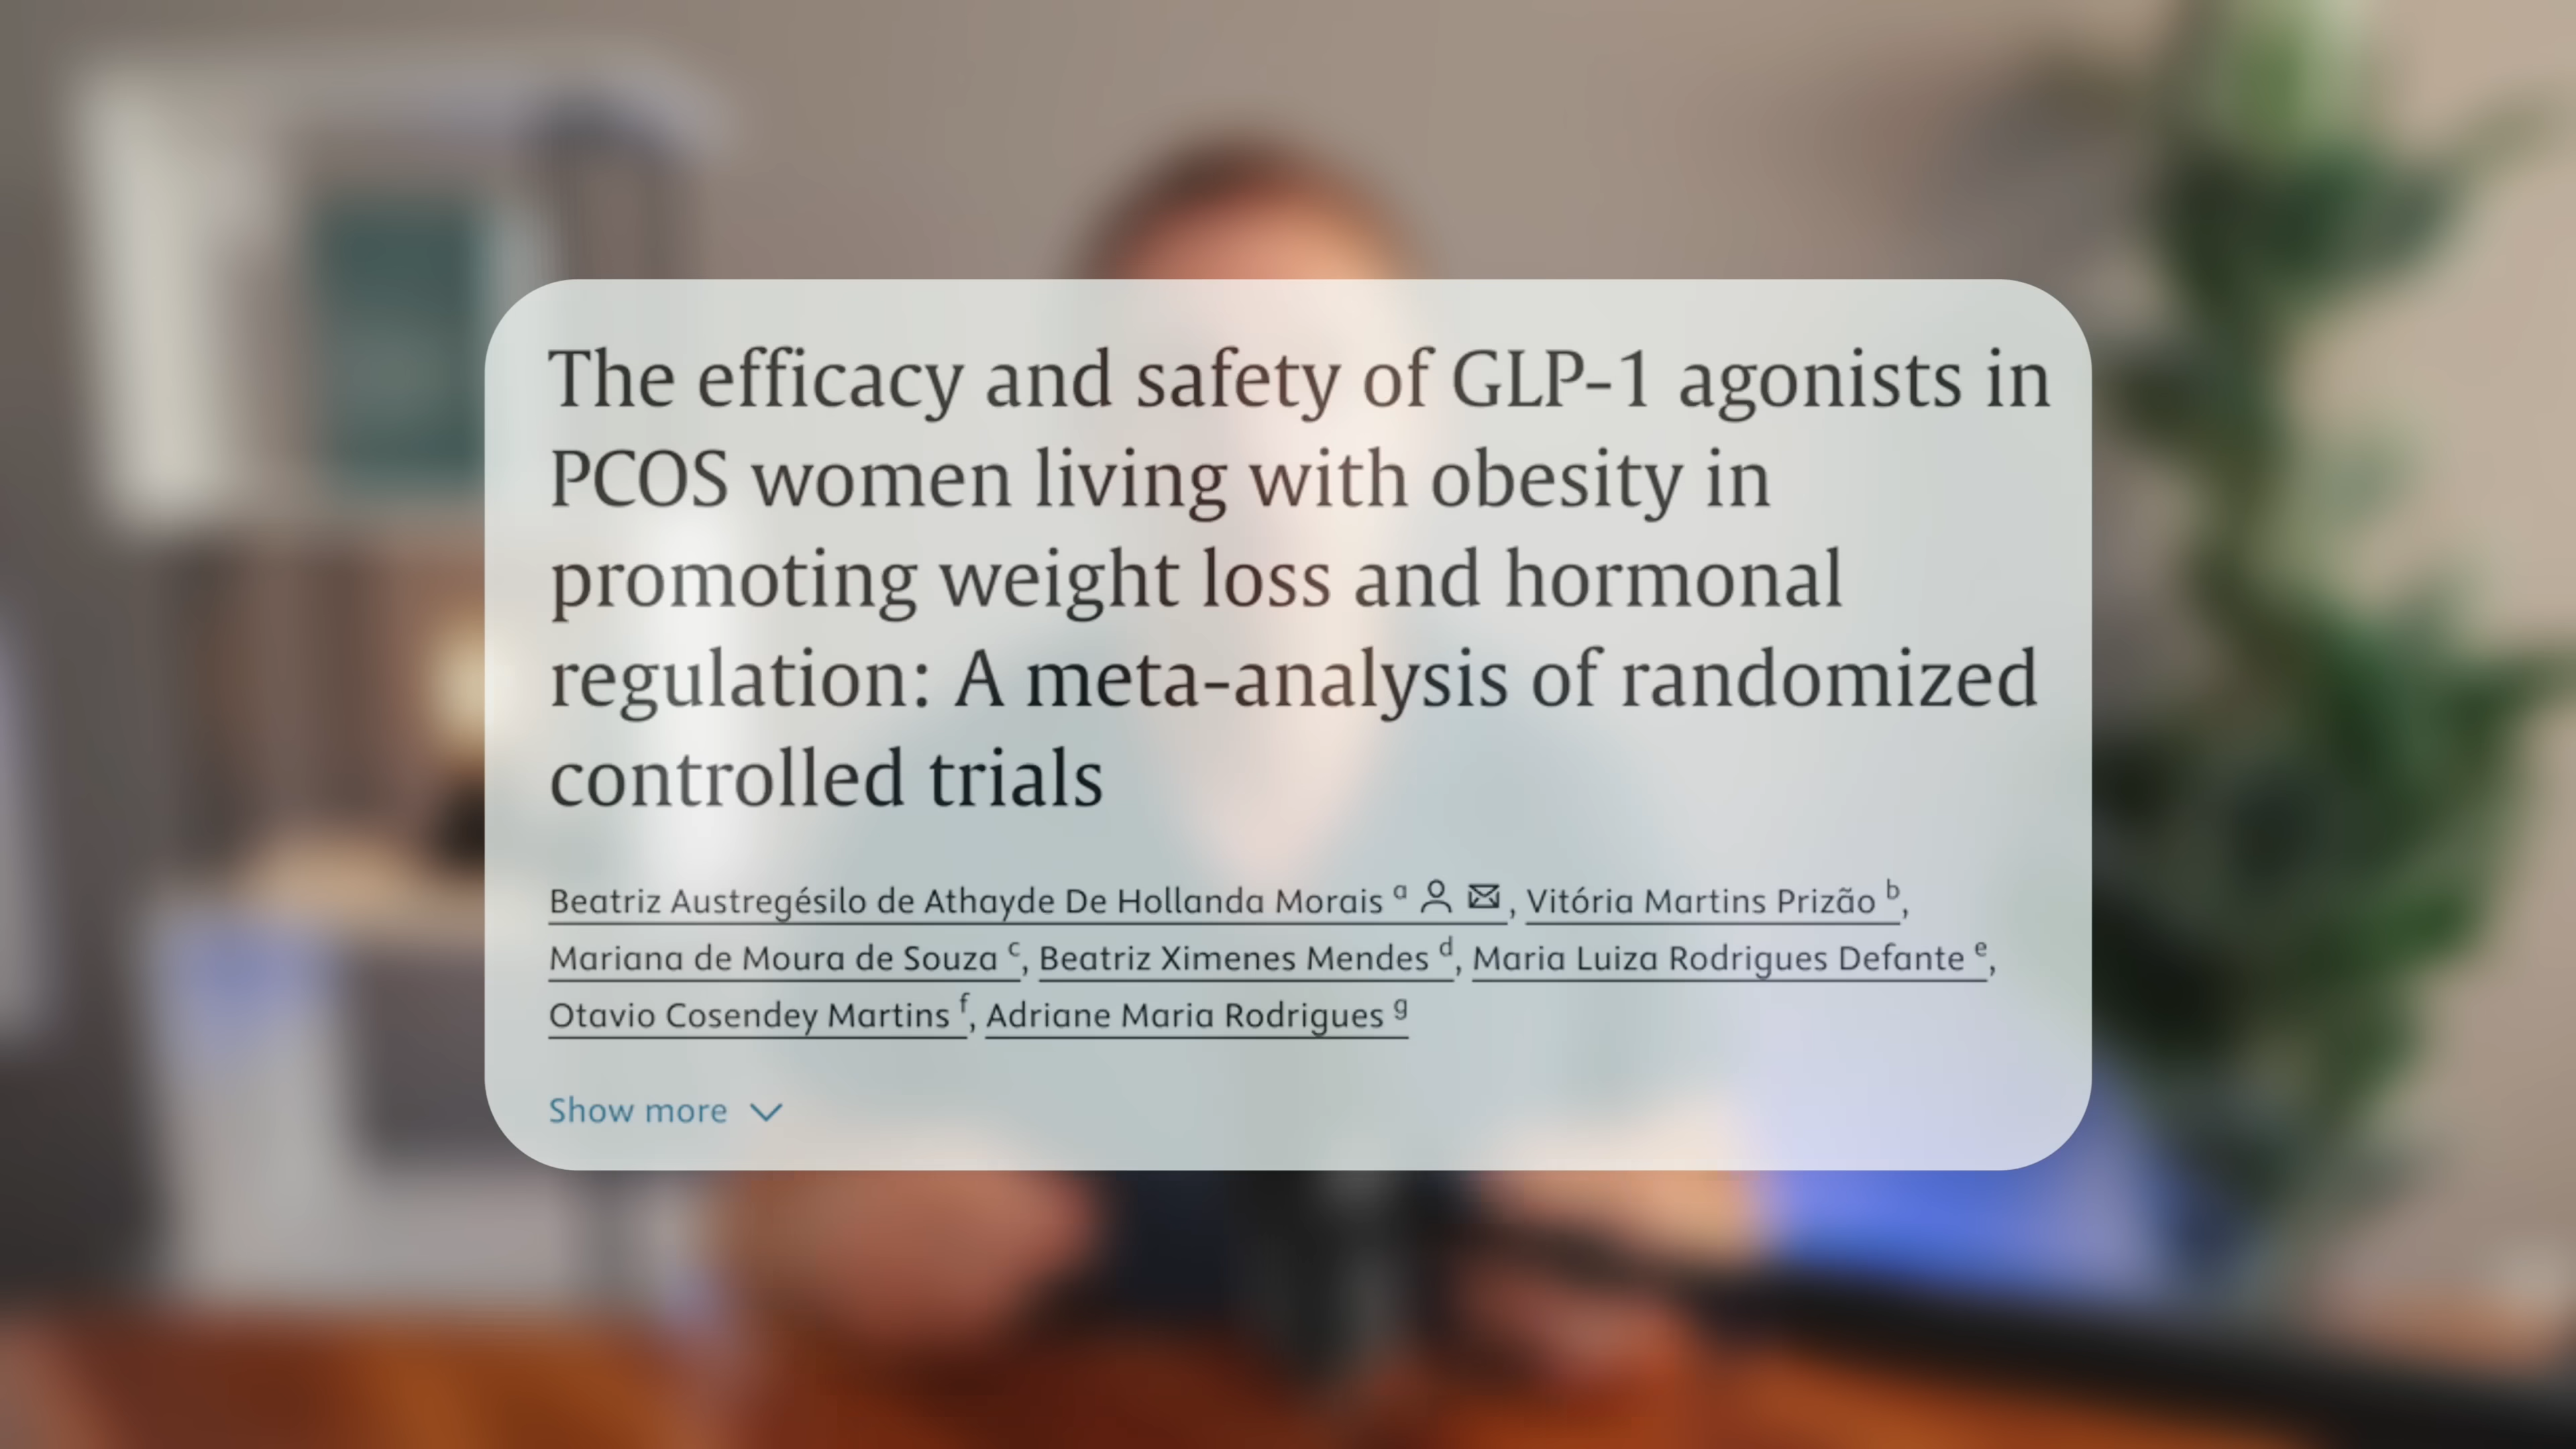 The efficacy and safety of GLP-1 agonists in
PCOS women living with obesity in
promoting weight loss and hormonal
regulation: A meta-analysis of randomized
controlled trials
Beatriz Austregésilo de Athayde De Hollanda Morais a, Vitória Martins Prizão b,
Mariana de Moura de Souza c, Beatriz Ximenes Mendes d, Maria Luiza Rodrigues Defante e,
Otavio Cosendey Martins f, Adriane Maria Rodrigues g
Show more